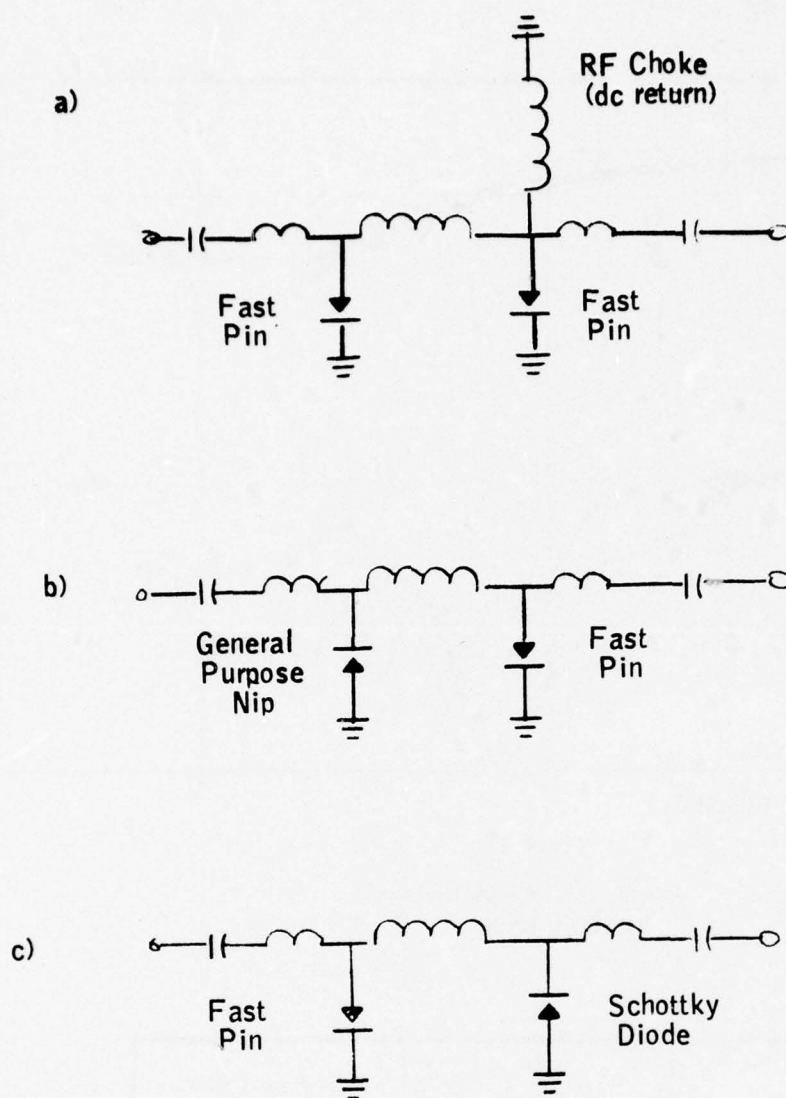 a)
RF Choke
(dc return)
Fast
Pin
Fast
Pin
b)
General
Purpose
Nip
Fast
Pin
c)
Fast
Pin
Schottky
Diode